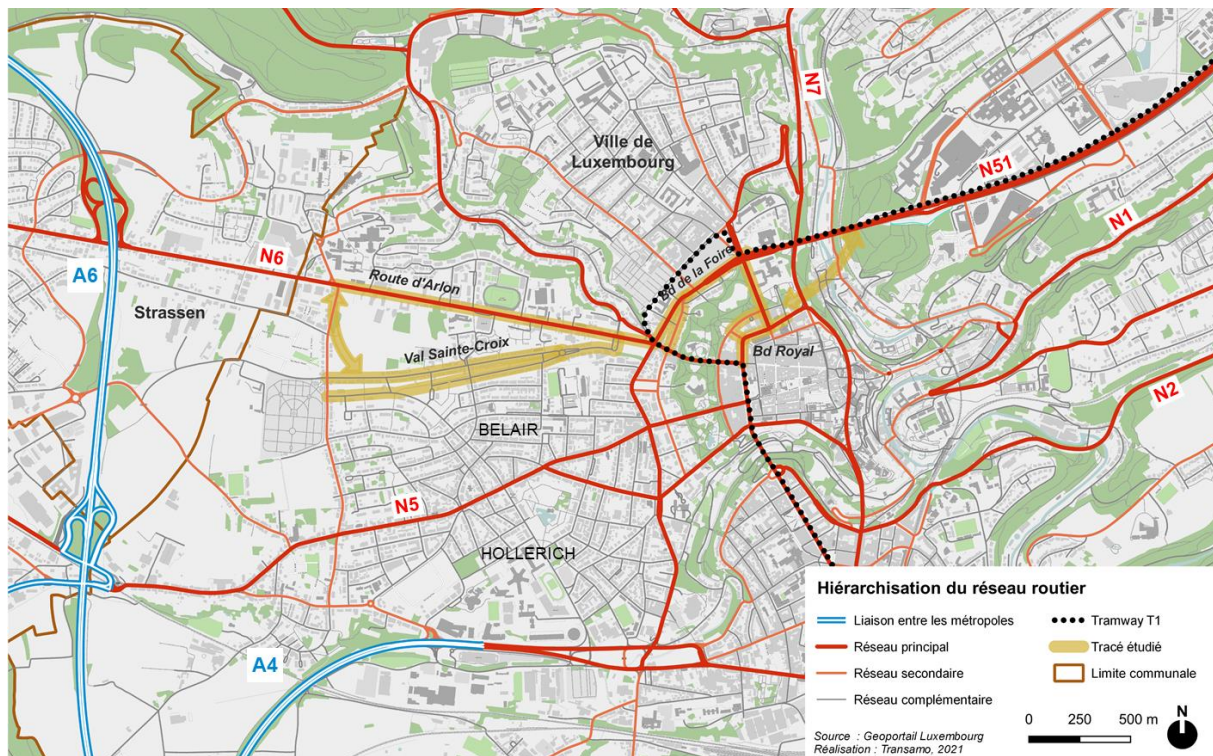 N7
Ville de
Luxembourg
N51
N1
Bd de la Foire
N6
Route d'Arlon
A6
Strassen
Val Sainte-Croix
Bd Royal
N2
BELAIR
N5
HOLLERICH
A4
Hiérarchisation du réseau routier
Liaison entre les métropoles
Réseau principal
Réseau secondaire
Réseau complémentaire
Tramway T1
Tracé étudié
Limite communale
N
0 250 500 m
Source : Geoportail Luxembourg
Réalisation : Transamo, 2021